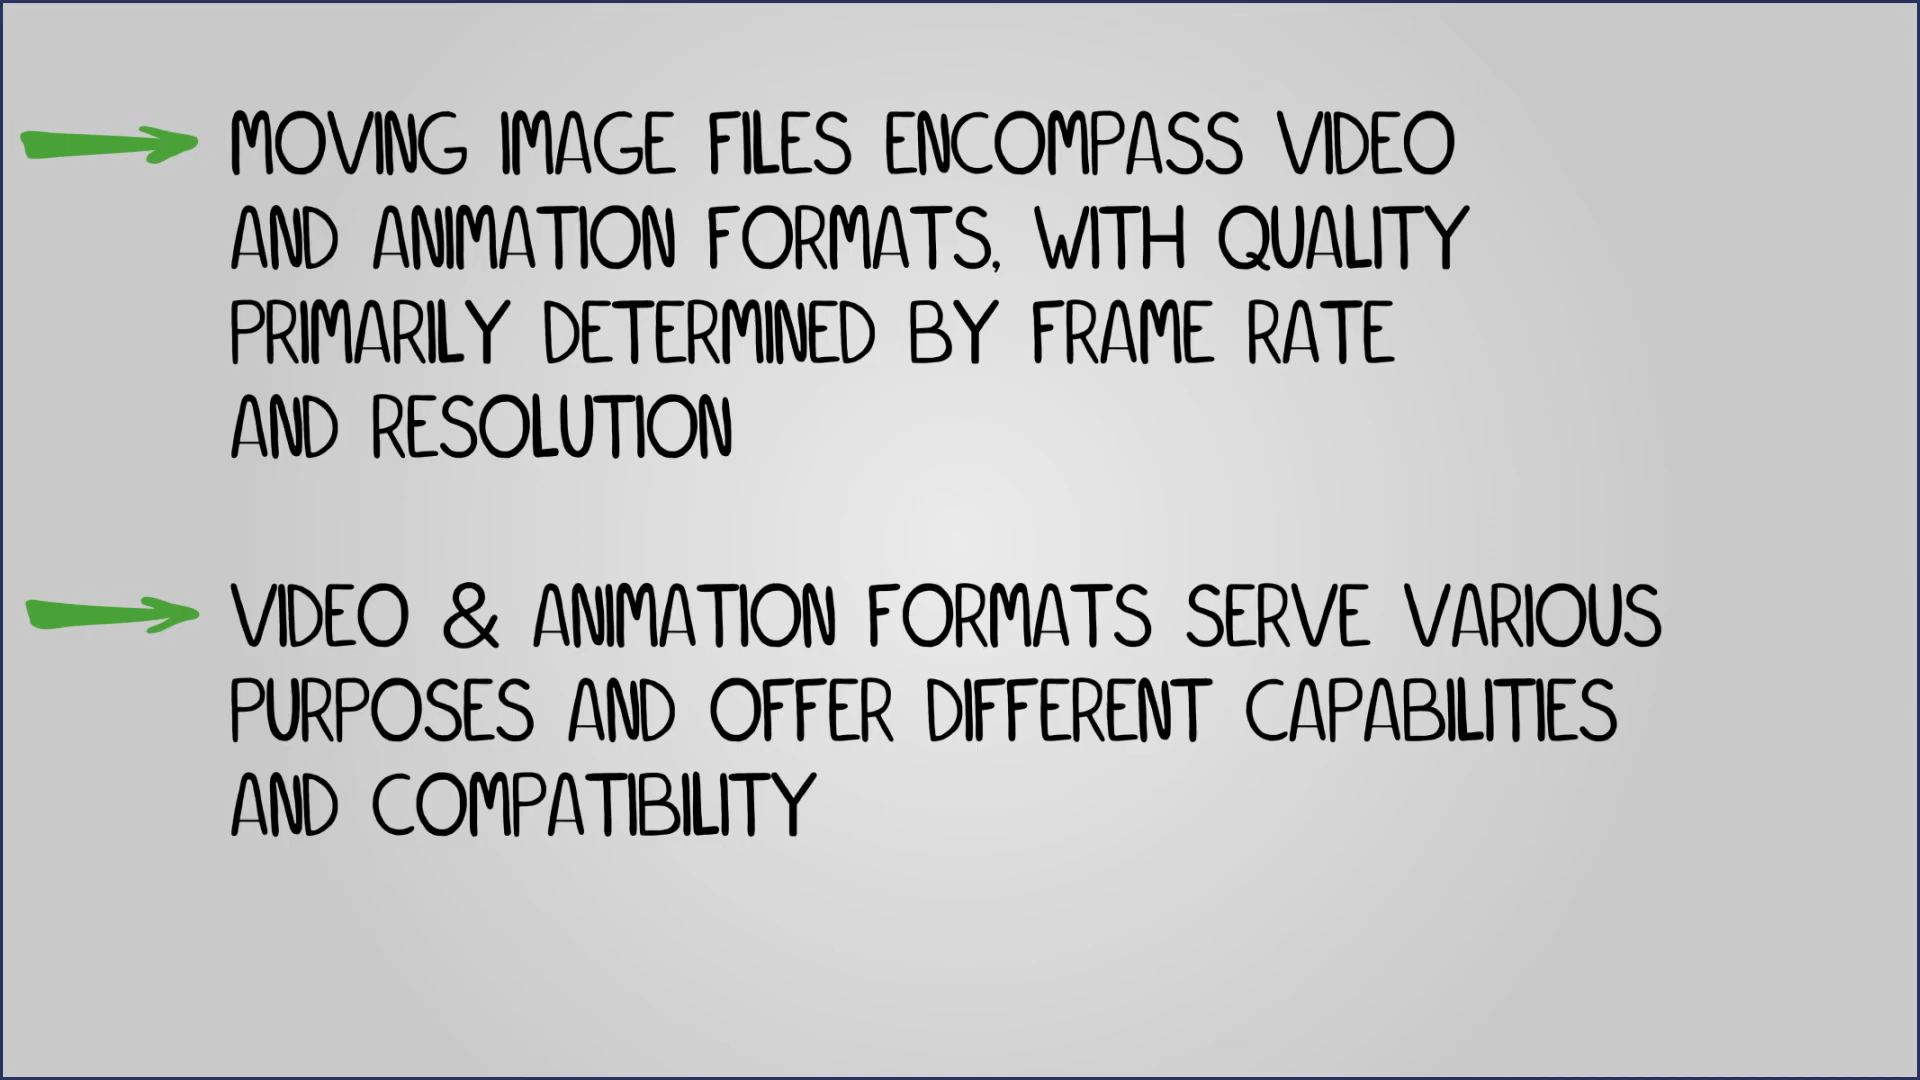 MOVING IMAGE FILES ENCOMPASS VIDEO
AND ANIMATION FORMATS, WITH QUALITY
PRIMARILY DETERMINED BY FRAME RATE
AND RESOLUTION
VIDEO & ANIMATION FORMATS SERVE VARIOUS
PURPOSES AND OFFER DIFFERENT CAPABILITIES
AND COMPATIBILITY